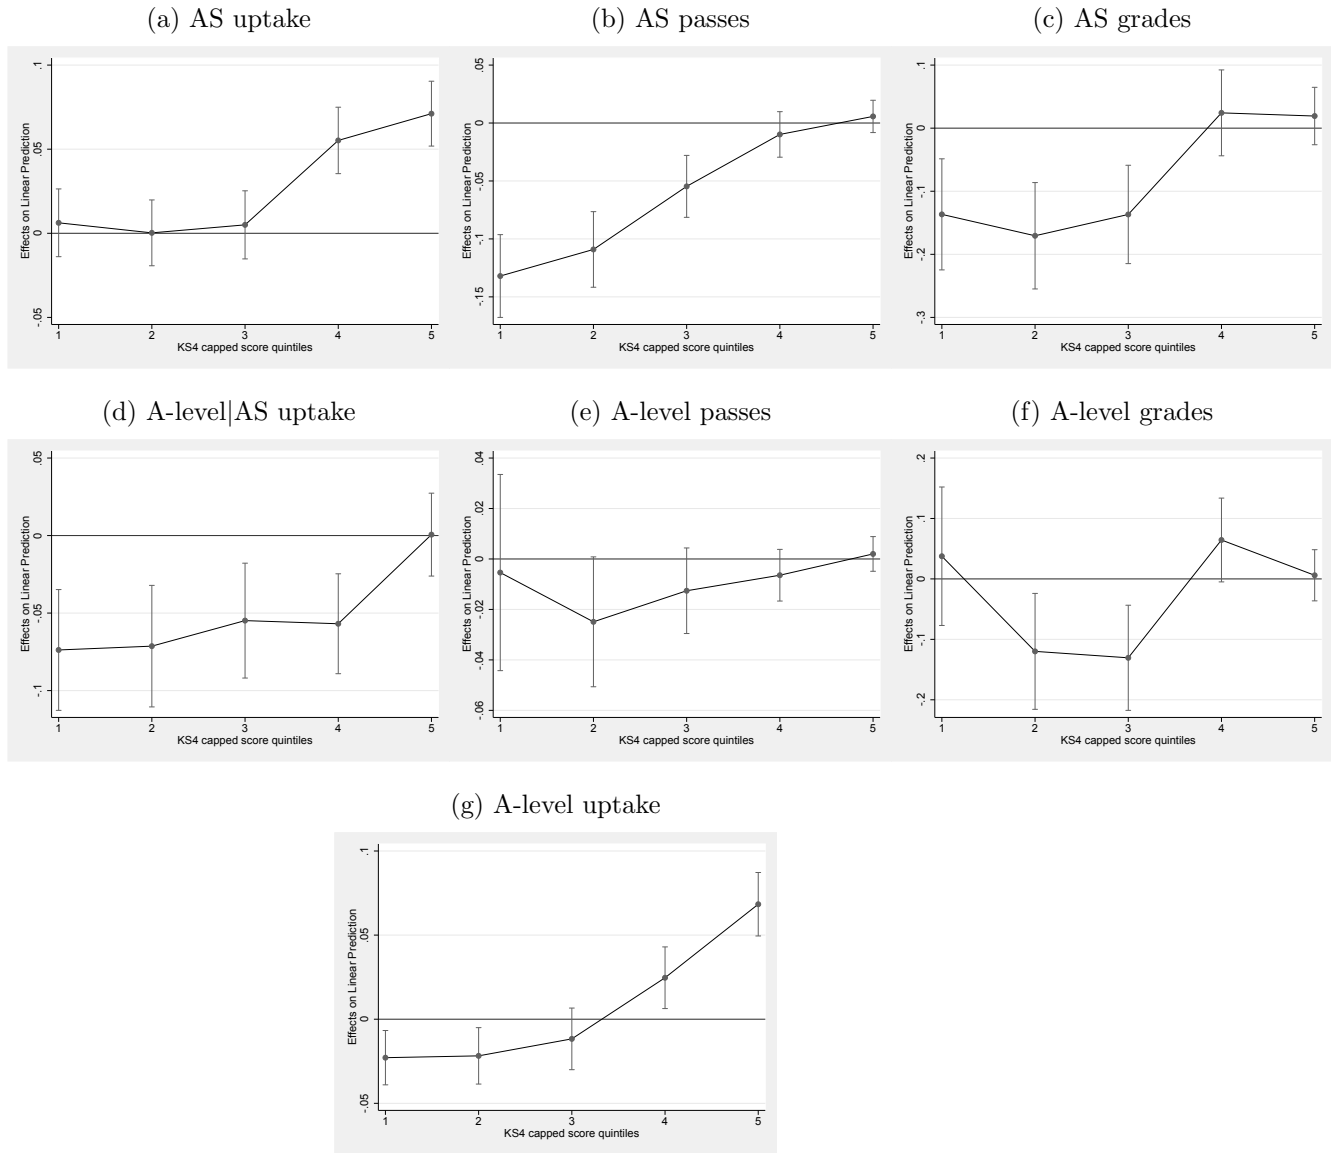 (a) AS uptake
(b) AS passes
(c) AS grades
Effects on Linear Prediction
.1
.05
0
-.05
1 2 3 4 5
KS4 capped score quintiles
Effects on Linear Prediction
.05
0
-.05
-.1
-.15
1 2 3 4 5
KS4 capped score quintiles
Effects on Linear Prediction
.1
0
-.1
-.2
-.3
1 2 3 4 5
KS4 capped score quintiles
(d) A-level|AS uptake
(e) A-level passes
(f) A-level grades
Effects on Linear Prediction
.05
0
-.05
-.1
1 2 3 4 5
KS4 capped score quintiles
Effects on Linear Prediction
.04
.02
0
-.02
-.04
-.06
1 2 3 4 5
KS4 capped score quintiles
Effects on Linear Prediction
.2
.1
0
-.1
-.2
1 2 3 4 5
KS4 capped score quintiles
(g) A-level uptake
Effects on Linear Prediction
.1
.05
0
-.05
1 2 3 4 5
KS4 capped score quintiles